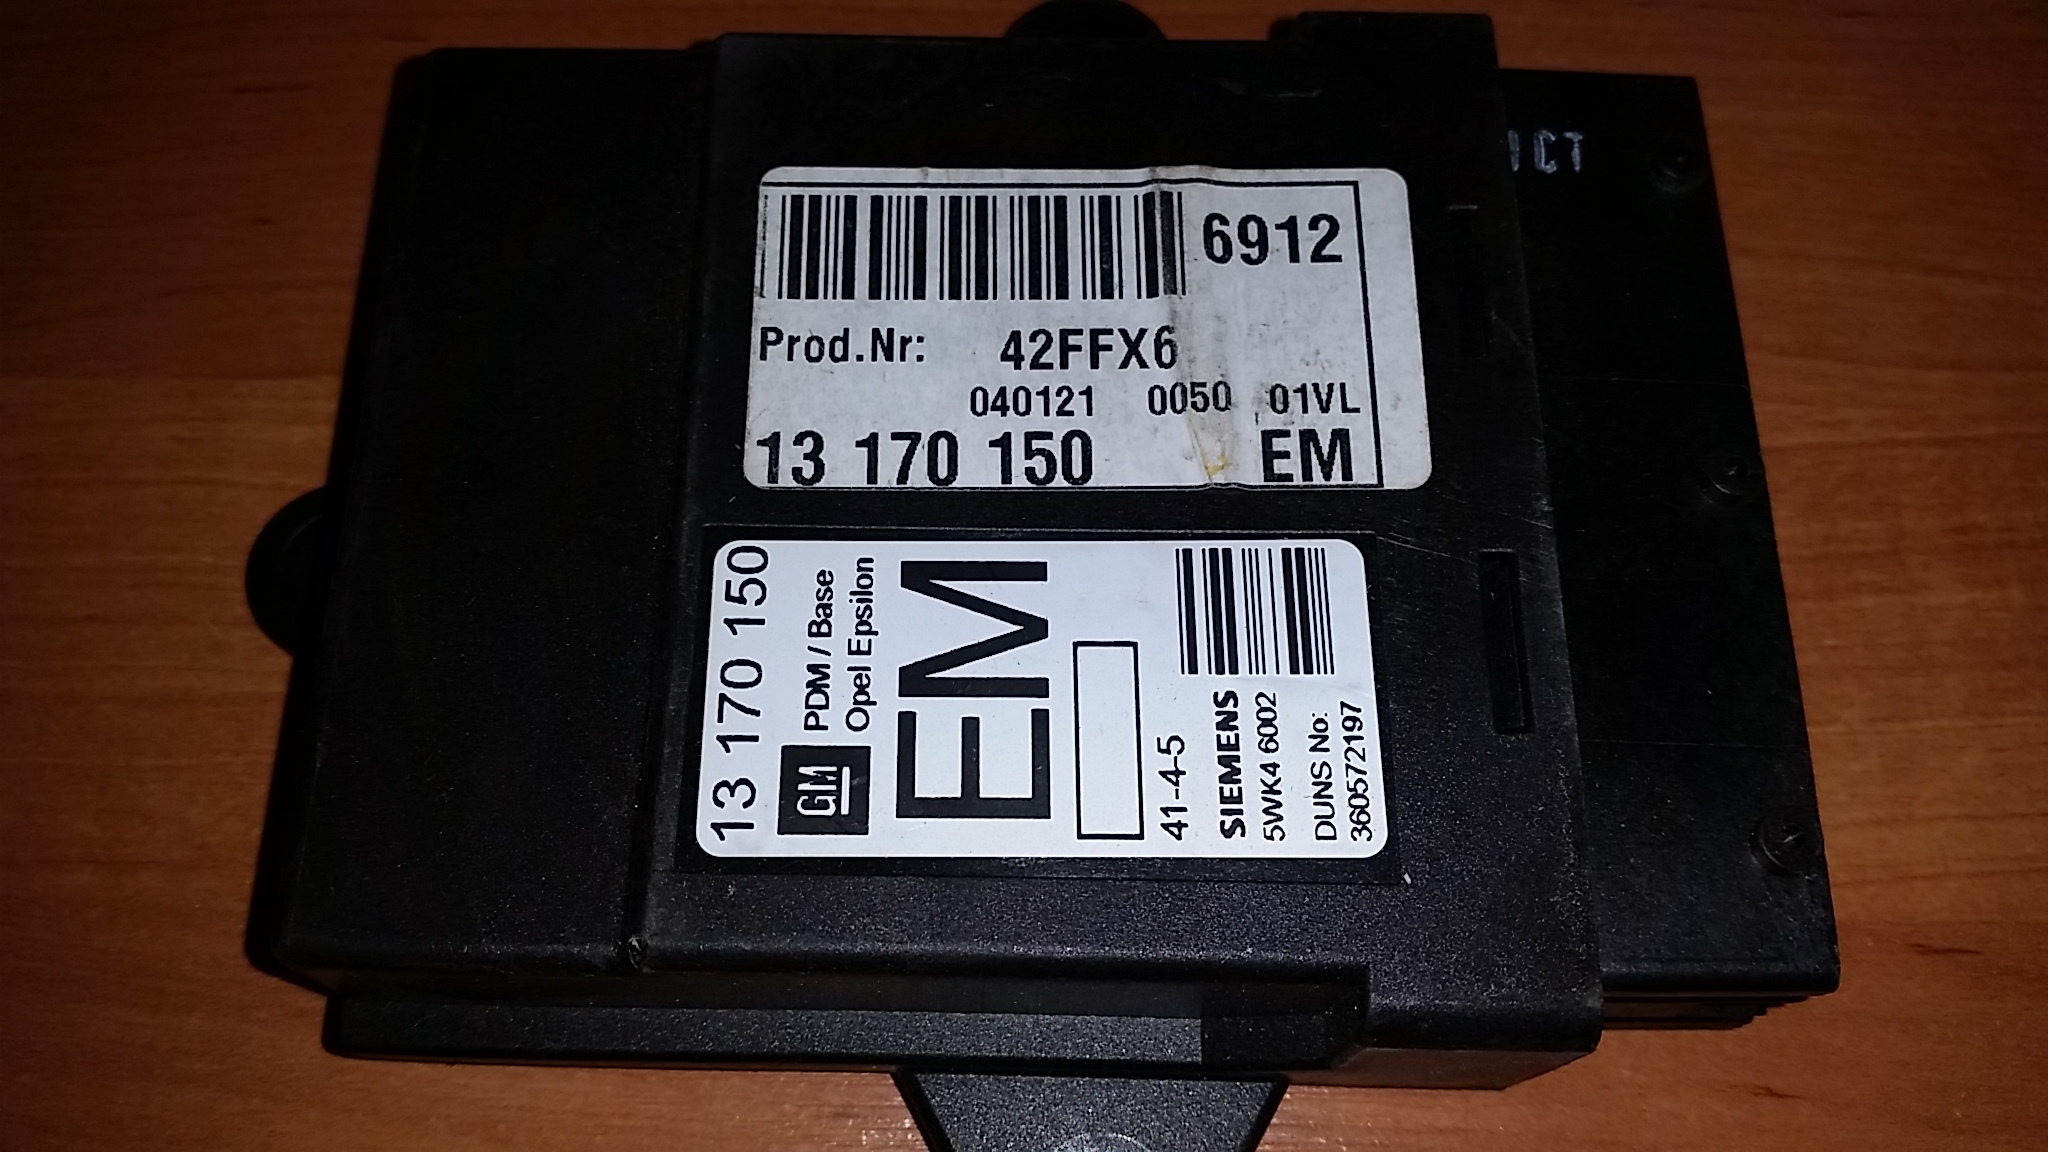 ICT
6912
Prod.Nr: 42FFX6
040121 0050 01VL
13 170 150 EM
13 170 150
GM
PDM / Base
Opel Epsilon
EM
41-4-5
SIEMENS
5WK4 6002
DUNS No:
360572197